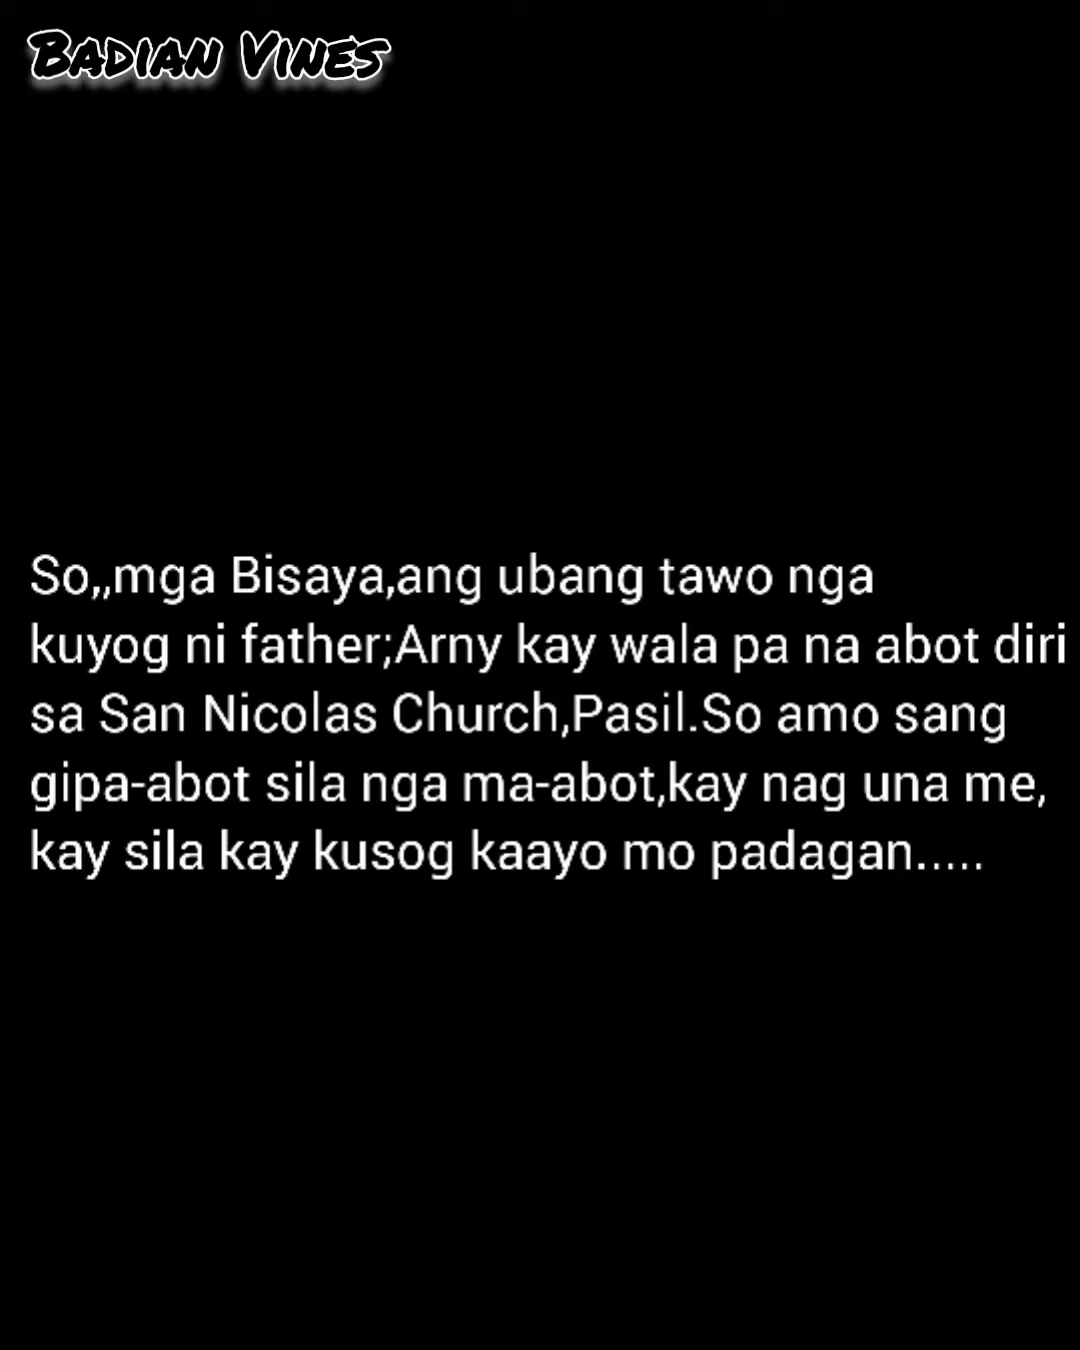 Badian Vines
So,,mga Bisaya,ang ubang tawo nga
kuyog ni father;Arny kay wala pa na abot diri
sa San Nicolas Church,Pasil.So amo sang
gipa-abot sila nga ma-abot,kay nag una me,
kay sila kay kusog kaayo mo padagan.....